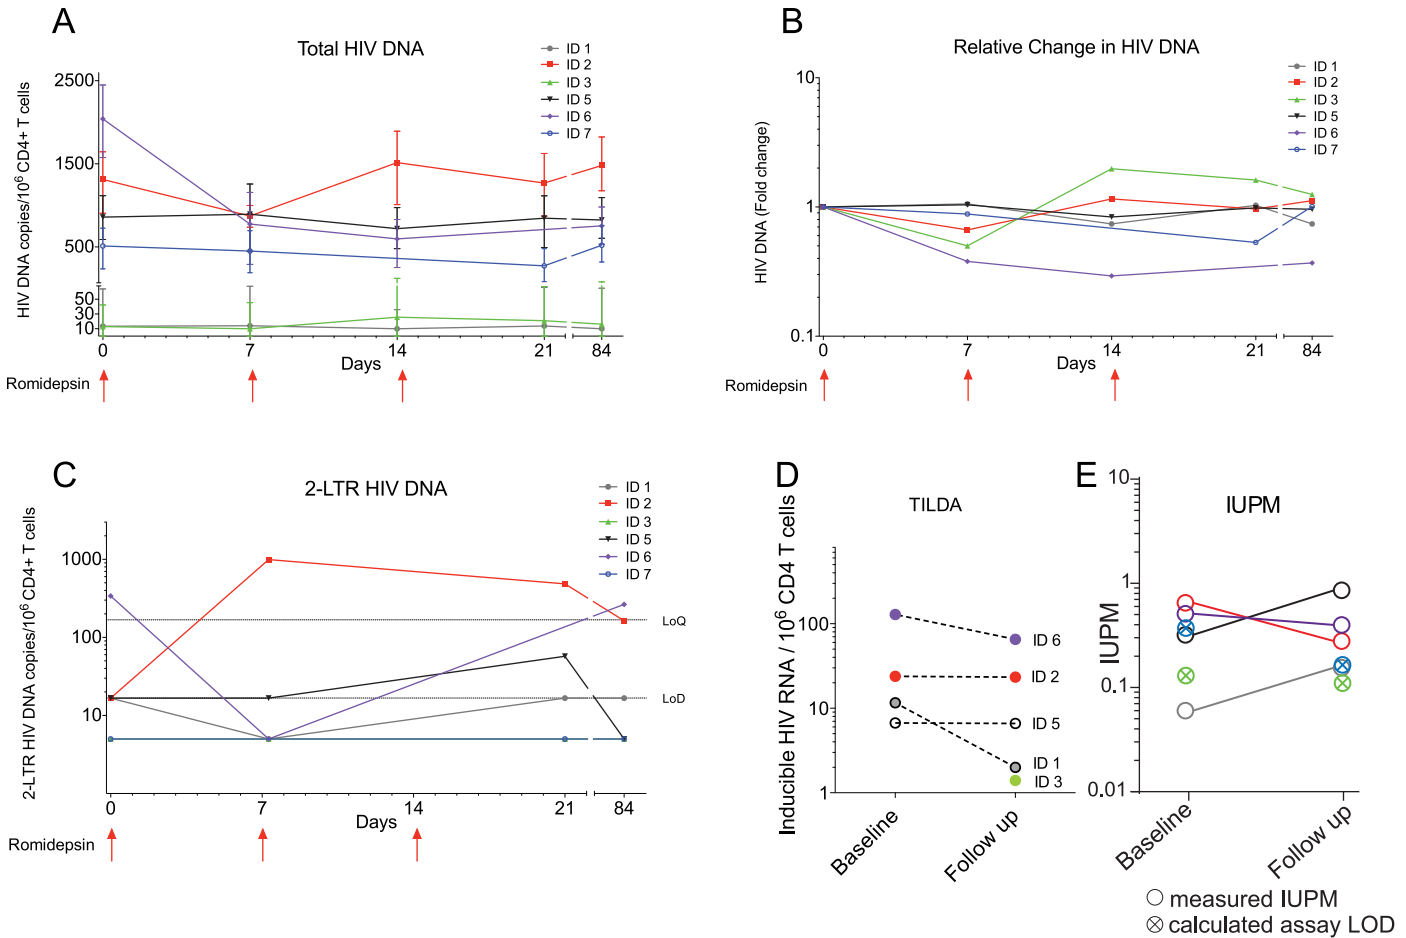 A
Total HIV DNA
HIV DNA copies/10⁶ CD4+ T cells
2500
1500
500
50
30
10
0
7
14
21
84
Days
Romidepsin
ID 1
ID 2
ID 3
ID 5
ID 6
ID 7
B
Relative Change in HIV DNA
HIV DNA (Fold change)
10
1
0.1
0
7
14
21
84
Days
Romidepsin
ID 1
ID 2
ID 3
ID 5
ID 6
ID 7
C
2-LTR HIV DNA
2-LTR HIV DNA copies/10⁶ CD4+ T cells
1000
100
10
0
7
14
21
84
Days
Romidepsin
ID 1
ID 2
ID 3
ID 5
ID 6
ID 7
LoQ
LoD
D
TILDA
Inducible HIV RNA / 10⁶ CD4 T cells
100
10
1
ID 6
ID 2
ID 5
ID 1
ID 3
Baseline
Follow up
E
IUPM
IUPM
10
1
0.1
0.01
Baseline
Follow up
measured IUPM
calculated assay LOD